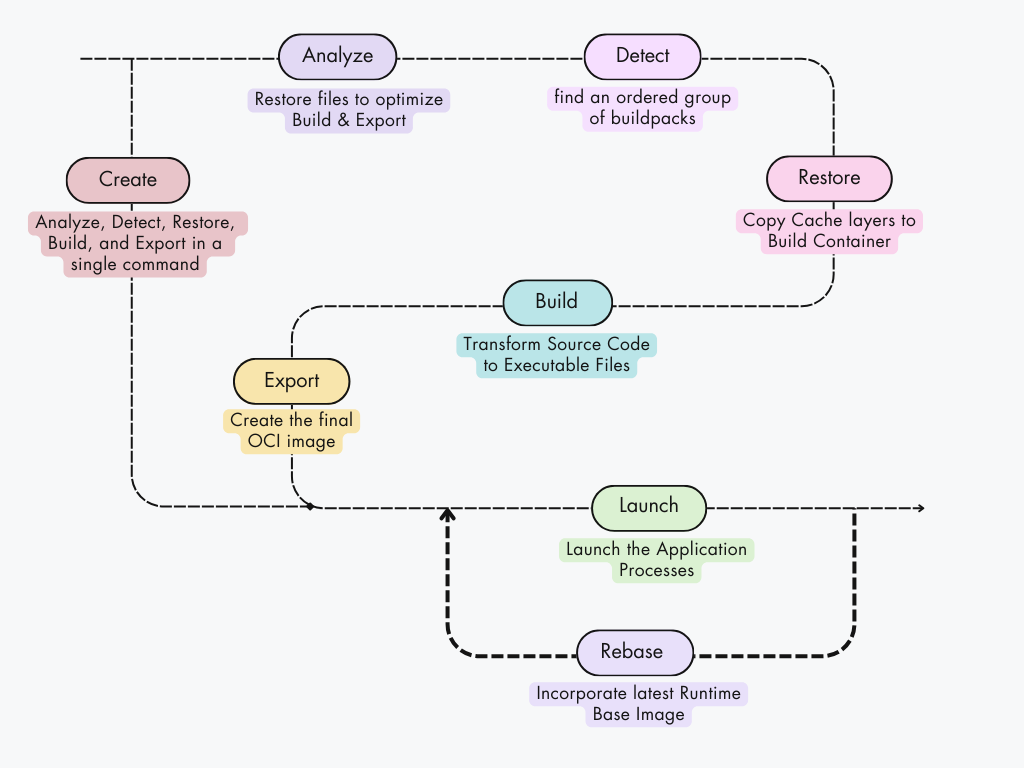 Analyze
Restore files to optimize
Build & Export
Detect
find an ordered group
of buildpacks
Create
Analyze, Detect, Restore,
Build, and Export in a
single command
Restore
Copy Cache layers to
Build Container
Build
Transform Source Code
to Executable Files
Export
Create the final
OCI image
Launch
Launch the Application
Processes
Rebase
Incorporate latest Runtime
Base Image